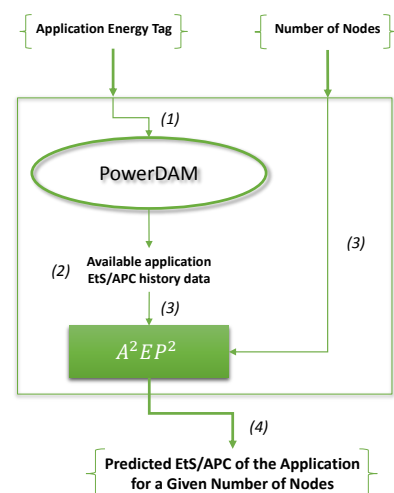 Application Energy Tag
Number of Nodes
(1)
PowerDAM
(2)
Available application
EtS/APC history data
(3)
(3)
A²EP²
(4)
Predicted EtS/APC of the Application
for a Given Number of Nodes